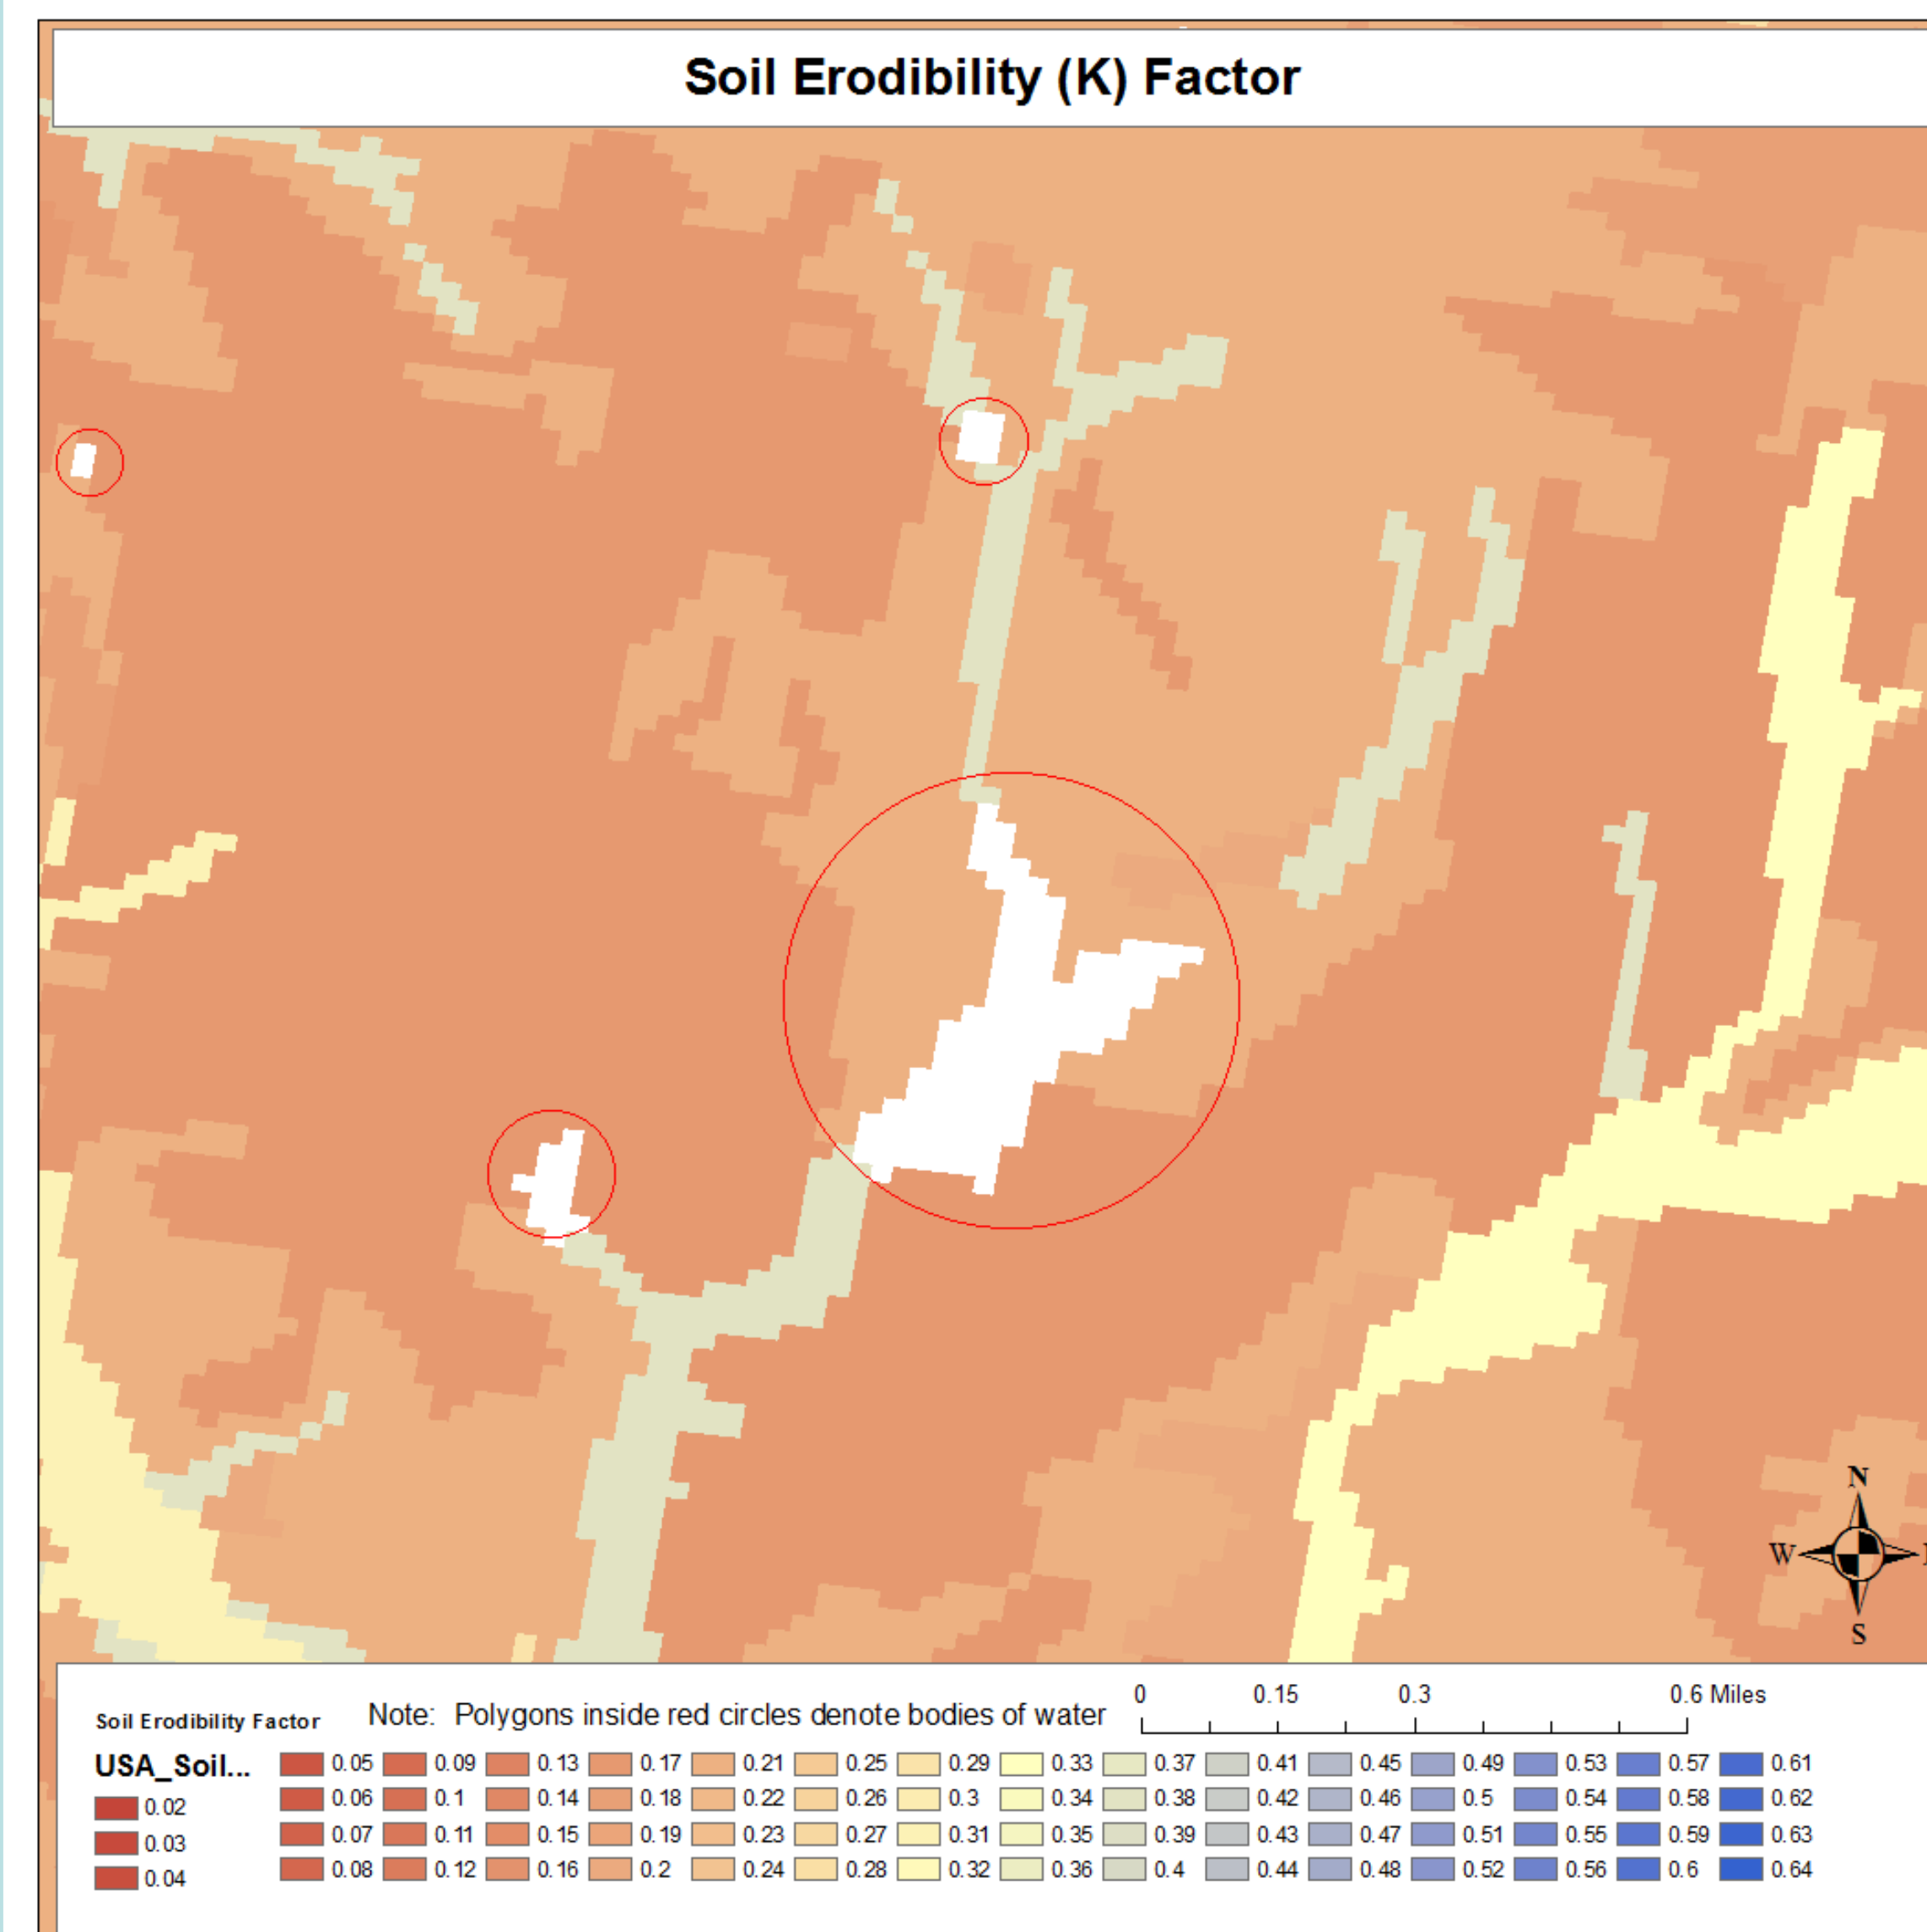 Soil Erodibility (K) Factor
N
W
S
0 0.15 0.3 0.6 Miles
Soil Erodibility Factor Note: Polygons inside red circles denote bodies of water
USA_Soil... 0.05 0.09 0.13 0.17 0.21 0.25 0.29 0.33 0.37 0.41 0.45 0.49 0.53 0.57 0.61
0.02 0.06 0.1 0.14 0.18 0.22 0.26 0.3 0.34 0.38 0.42 0.46 0.5 0.54 0.58 0.62
0.03 0.07 0.11 0.15 0.19 0.23 0.27 0.31 0.35 0.39 0.43 0.47 0.51 0.55 0.59 0.63
0.04 0.08 0.12 0.16 0.2 0.24 0.28 0.32 0.36 0.4 0.44 0.48 0.52 0.56 0.6 0.64